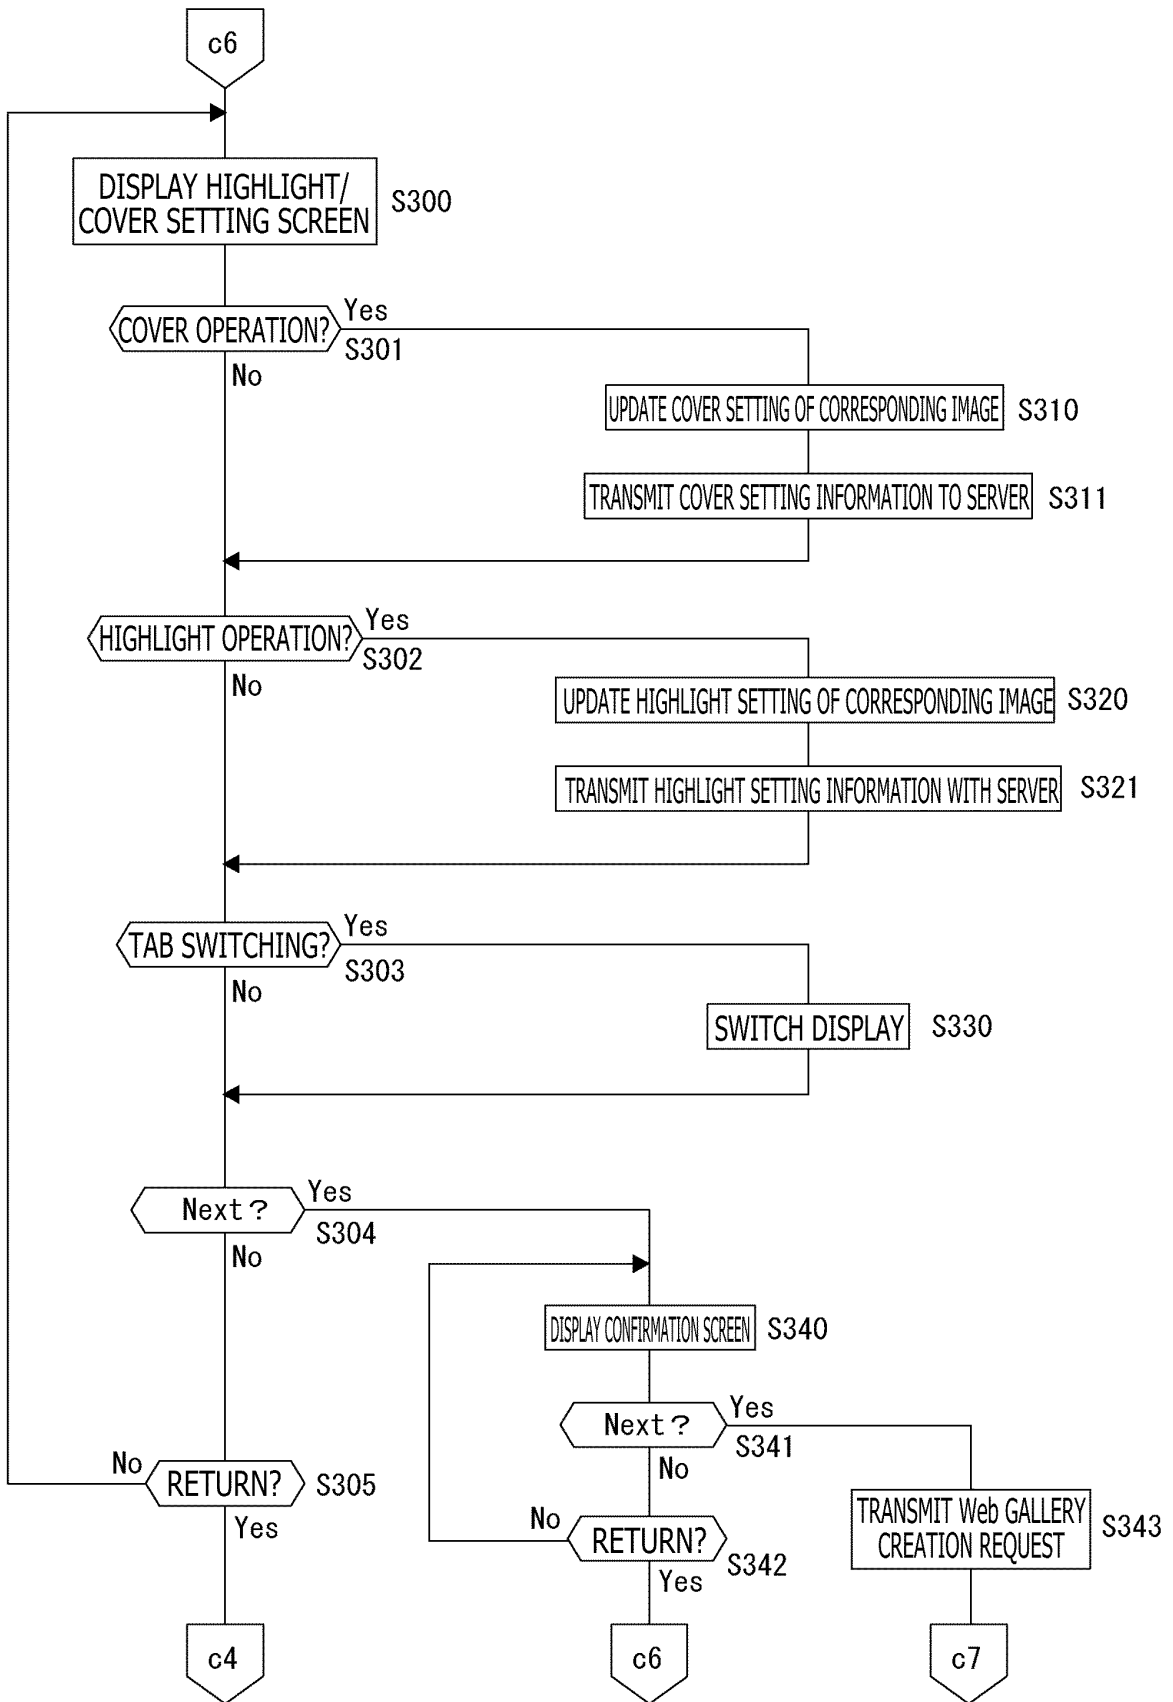 c6
DISPLAY HIGHLIGHT/
COVER SETTING SCREEN
S300
COVER OPERATION?
Yes
S301
No
UPDATE COVER SETTING OF CORRESPONDING IMAGE
S310
TRANSMIT COVER SETTING INFORMATION TO SERVER
S311
HIGHLIGHT OPERATION?
Yes
S302
No
UPDATE HIGHLIGHT SETTING OF CORRESPONDING IMAGE
S320
TRANSMIT HIGHLIGHT SETTING INFORMATION WITH SERVER
S321
TAB SWITCHING?
Yes
S303
No
SWITCH DISPLAY
S330
Next?
Yes
S304
No
DISPLAY CONFIRMATION SCREEN
S340
Next?
Yes
S341
No
No
RETURN?
S305
Yes
No
RETURN?
S342
Yes
TRANSMIT Web GALLERY
CREATION REQUEST
S343
c4
c6
c7